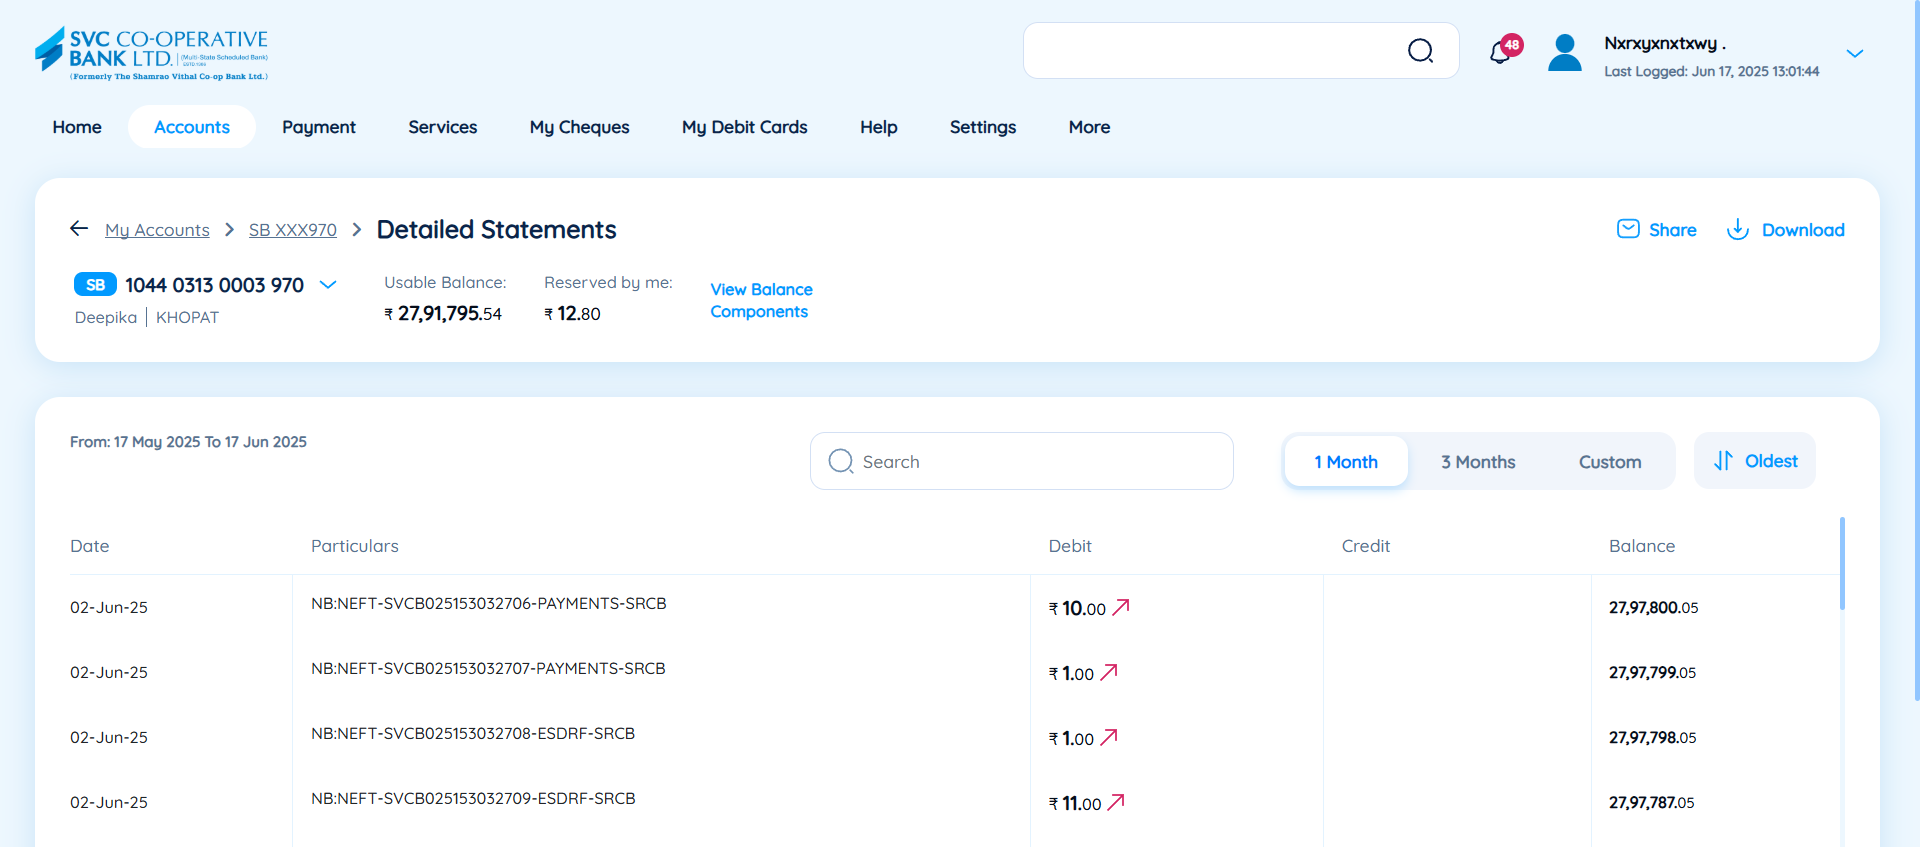 SVC CO-OPERATIVE
BANK LTD. (Multi-State Scheduled Bank)
ESTD 1906
(Formerly The Shamrao Vithal Co-op Bank Ltd.)
48
Nxrxyxnxtxwy .
Last Logged: Jun 17, 2025 13:01:44
Home Accounts Payment Services My Cheques My Debit Cards Help Settings More
My Accounts SB XXX970 Detailed Statements
Share Download
SB 1044 0313 0003 970
Deepika | KHOPAT
Usable Balance:
₹ 27,91,795.54
Reserved by me:
₹ 12.80
View Balance
Components
From: 17 May 2025 To 17 Jun 2025
Search
1 Month 3 Months Custom
Oldest
Date Particulars Debit Credit Balance
02-Jun-25 NB:NEFT-SVCB025153032706-PAYMENTS-SRCB ₹ 10.00 27,97,800.05
02-Jun-25 NB:NEFT-SVCB025153032707-PAYMENTS-SRCB ₹ 1.00 27,97,799.05
02-Jun-25 NB:NEFT-SVCB025153032708-ESDRF-SRCB ₹ 1.00 27,97,798.05
02-Jun-25 NB:NEFT-SVCB025153032709-ESDRF-SRCB ₹ 11.00 27,97,787.05